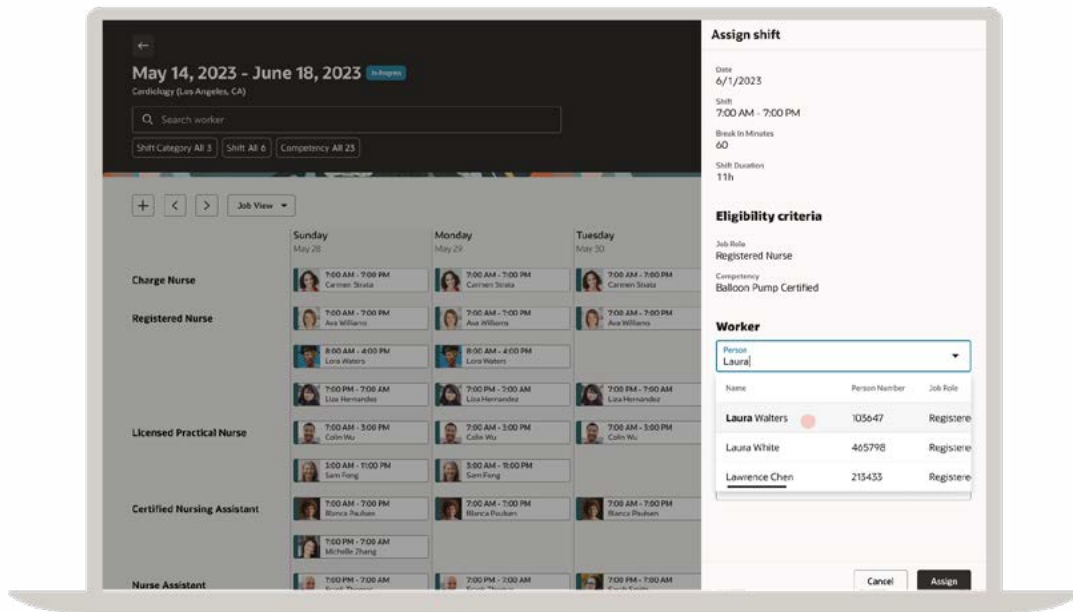 May 14, 2023 - June 18, 2023 In Progress
Cardiology (Los Angeles, CA)
Search worker
Shift Category All 3 Shift All 6 Competency All 23
+ < > Job View
Sunday Monday Tuesday
May 28 May 29 May 30
Charge Nurse
7:00 AM - 7:00 PM 7:00 AM - 7:00 PM 7:00 AM - 7:00 PM
Carmen Strata Carmen Strata Carmen Strata
Registered Nurse
7:00 AM - 7:00 PM 7:00 AM - 7:00 PM 7:00 AM - 7:00 PM
Ava Williams Ava Williams Ava Williams
8:00 AM - 4:00 PM 8:00 AM - 4:00 PM
Lora Waters Lora Waters
7:00 PM - 7:00 AM 7:00 PM - 7:00 AM 7:00 PM - 7:00 AM
Liza Hernandez Liza Hernandez Liza Hernandez
Licensed Practical Nurse
7:00 AM - 3:00 PM 7:00 AM - 3:00 PM 7:00 AM - 3:00 PM
Colin Wu Colin Wu Colin Wu
3:00 AM - 11:00 PM 3:00 AM - 11:00 PM
Sam Fong Sam Fong
Certified Nursing Assistant
7:00 AM - 7:00 PM 7:00 AM - 7:00 PM 7:00 AM - 7:00 PM
Blanca Paulsen Blanca Paulsen Blanca Paulsen
7:00 PM - 7:00 AM
Michelle Zhang
Nurse Assistant
7:00 PM - 7:00 AM 7:00 PM - 7:00 AM 7:00 PM - 7:00 AM
Assign shift
Date
6/1/2023
Shift
7:00 AM - 7:00 PM
Break In Minutes
60
Shift Duration
11h
Eligibility criteria
Job Role
Registered Nurse
Competency
Balloon Pump Certified
Worker
Person
Laura
Name Person Number Job Role
Laura Walters 103647 Registere
Laura White 465798 Registere
Lawrence Chen 213433 Registere
Cancel Assign